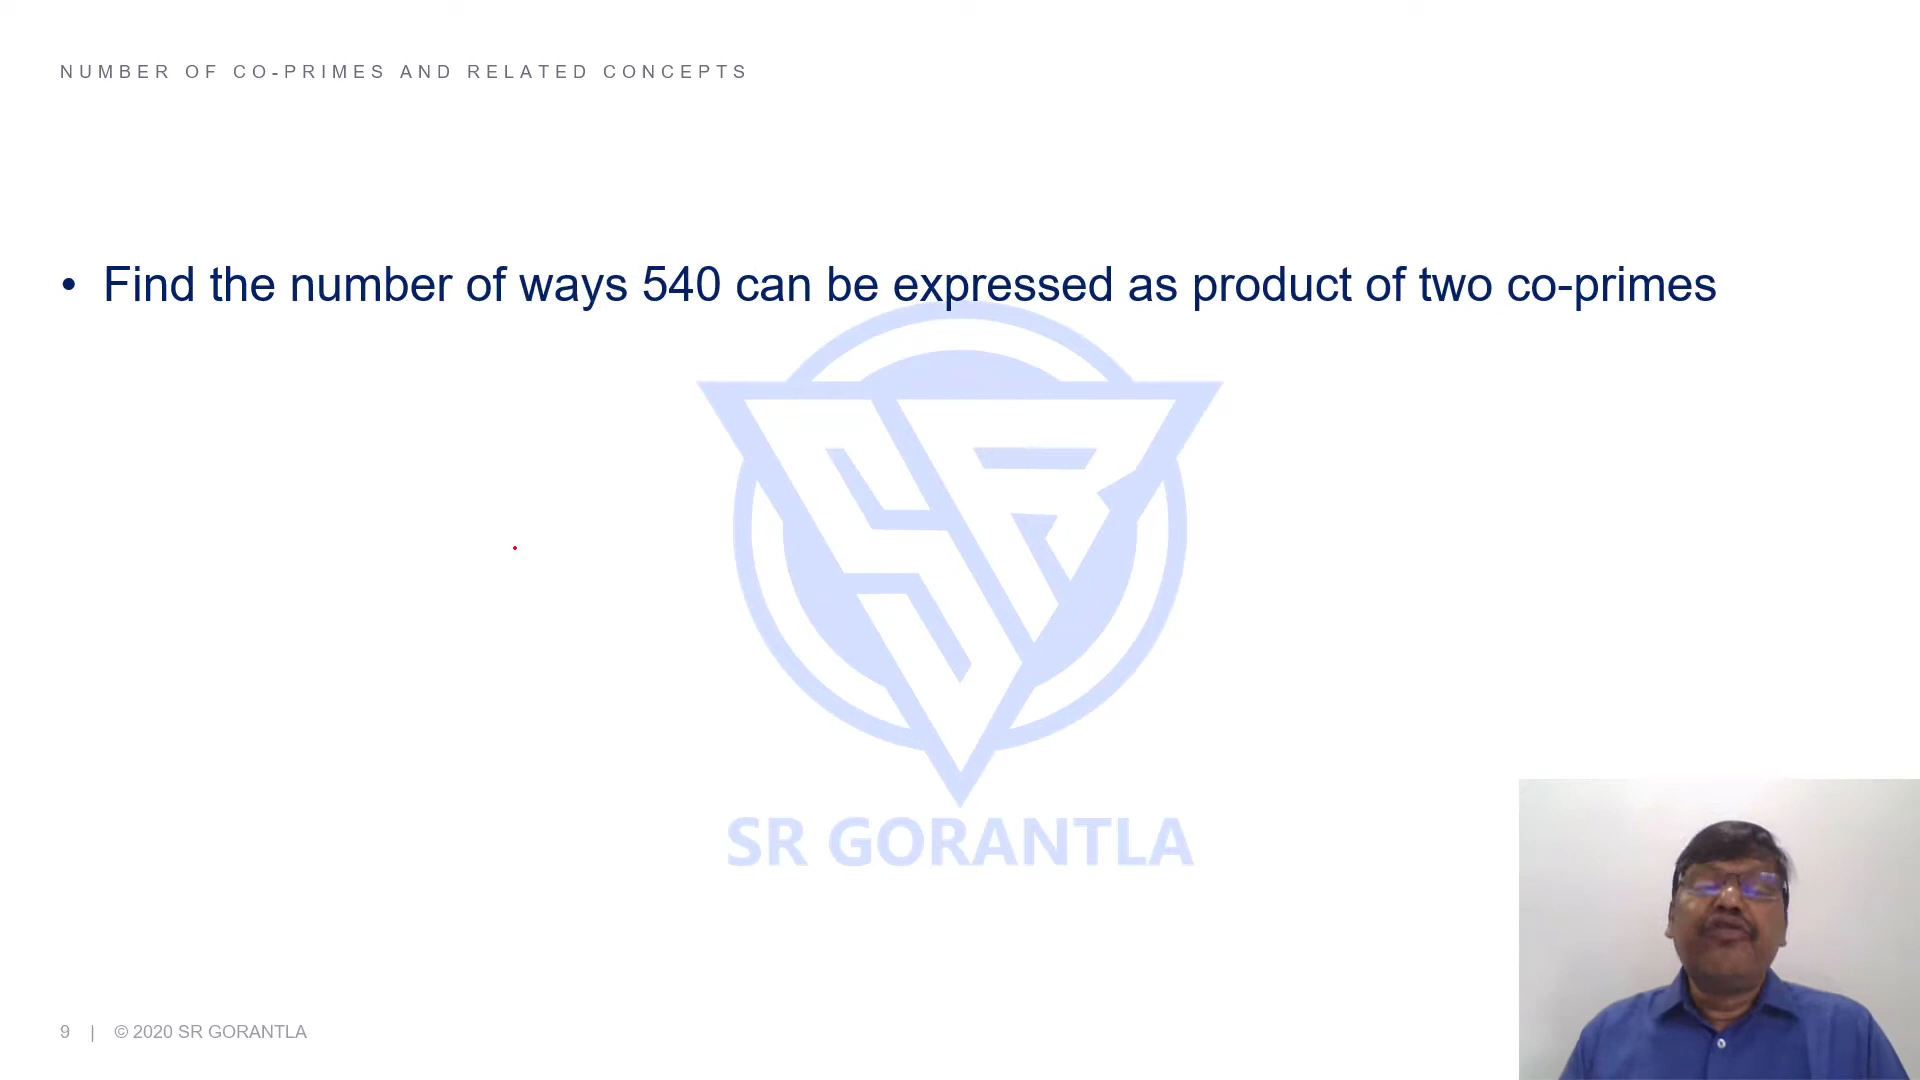 NUMBER OF CO-PRIMES AND RELATED CONCEPTS
• Find the number of ways 540 can be expressed as product of two co-primes
SR GORANTLA
9 | © 2020 SR GORANTLA